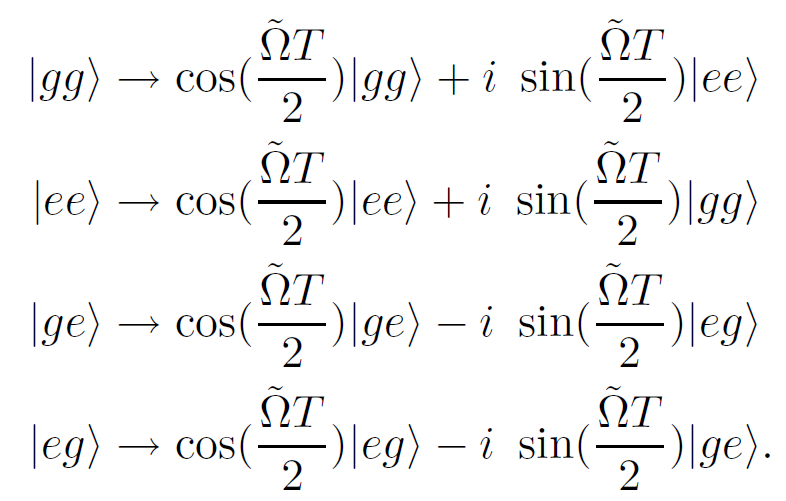 |gg⟩ → cos(Ω̃T/2)|gg⟩ + i sin(Ω̃T/2)|ee⟩
|ee⟩ → cos(Ω̃T/2)|ee⟩ + i sin(Ω̃T/2)|gg⟩
|ge⟩ → cos(Ω̃T/2)|ge⟩ − i sin(Ω̃T/2)|eg⟩
|eg⟩ → cos(Ω̃T/2)|eg⟩ − i sin(Ω̃T/2)|ge⟩.